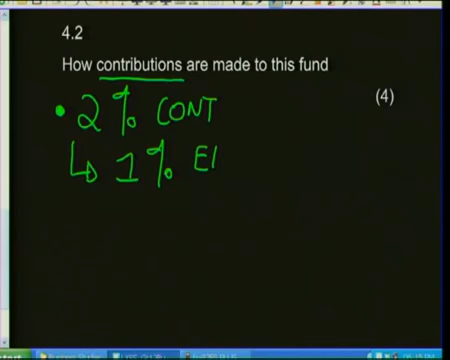 4.2
How contributions are made to this fund
(4)
• 2% CONT
↳ 1% EI